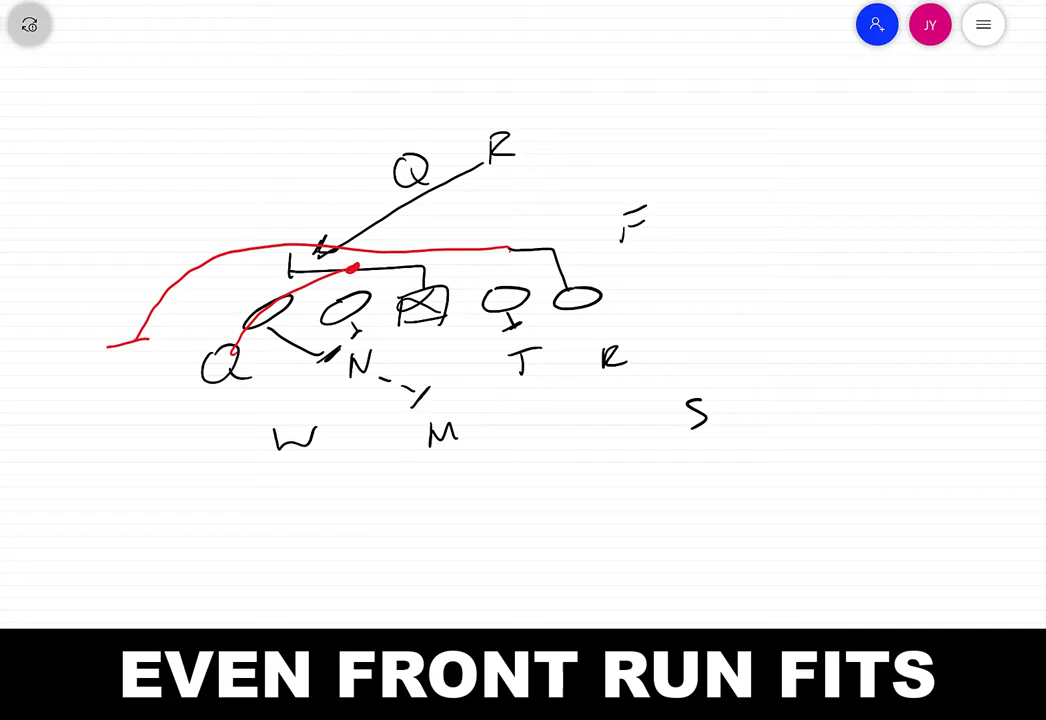 JY
Q R
F
Q N T R
W M S
EVEN FRONT RUN FITS